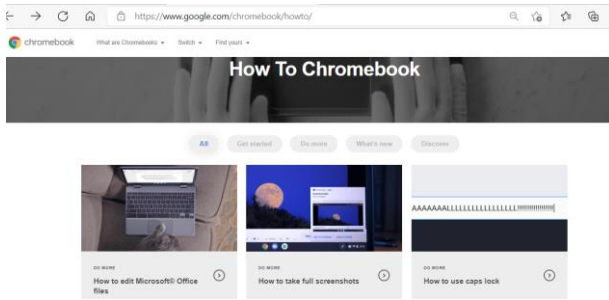 https://www.google.com/chromebook/howto/
chromebook What are Chromebooks Switch Find yours
How To Chromebook
All Get started Do more What's new Discover
DO MORE
How to edit Microsoft® Office
files
DO MORE
How to take full screenshots
DO MORE
How to use caps lock